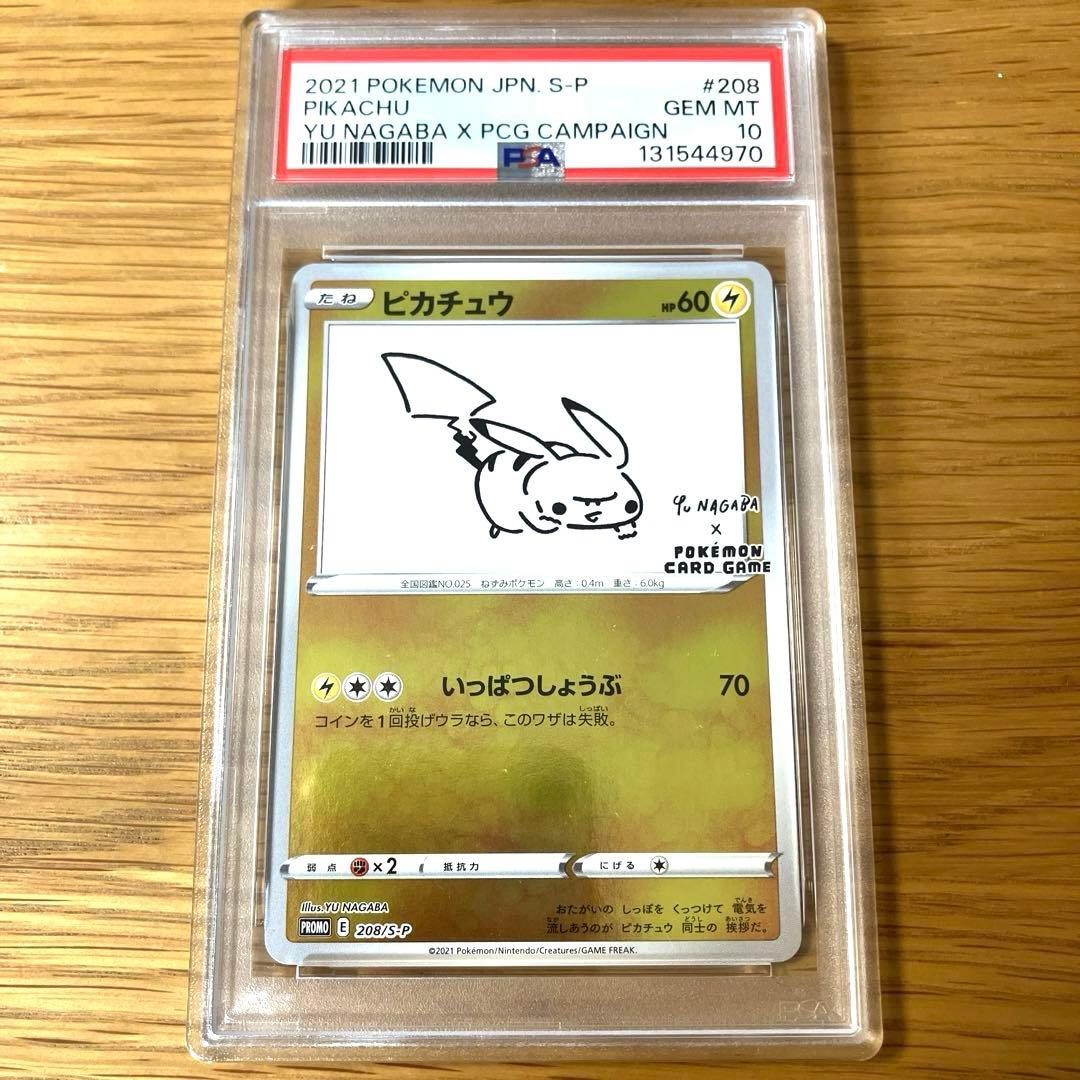 2021 POKEMON JPN. S-P #208
PIKACHU GEM MT
YU NAGABA X PCG CAMPAIGN 10
PSA 131544970
たね ピカチュウ HP60
YU NAGABA
×
POKÉMON
CARD GAME
全国図鑑NO.025 ねずみポケモン 高さ:0.4m 重さ:6.0kg
いっぱつしょうぶ 70
コインを1回投げウラなら、このワザは失敗。
弱点 ×2 抵抗力 にげる
Illus.YU NAGABA
おたがいの しっぽを くっつけて 電気を
流しあうのが ピカチュウ 同士の 挨拶だ。
PROMO E 208/S-P
©2021 Pokémon/Nintendo/Creatures/GAME FREAK.
PSA